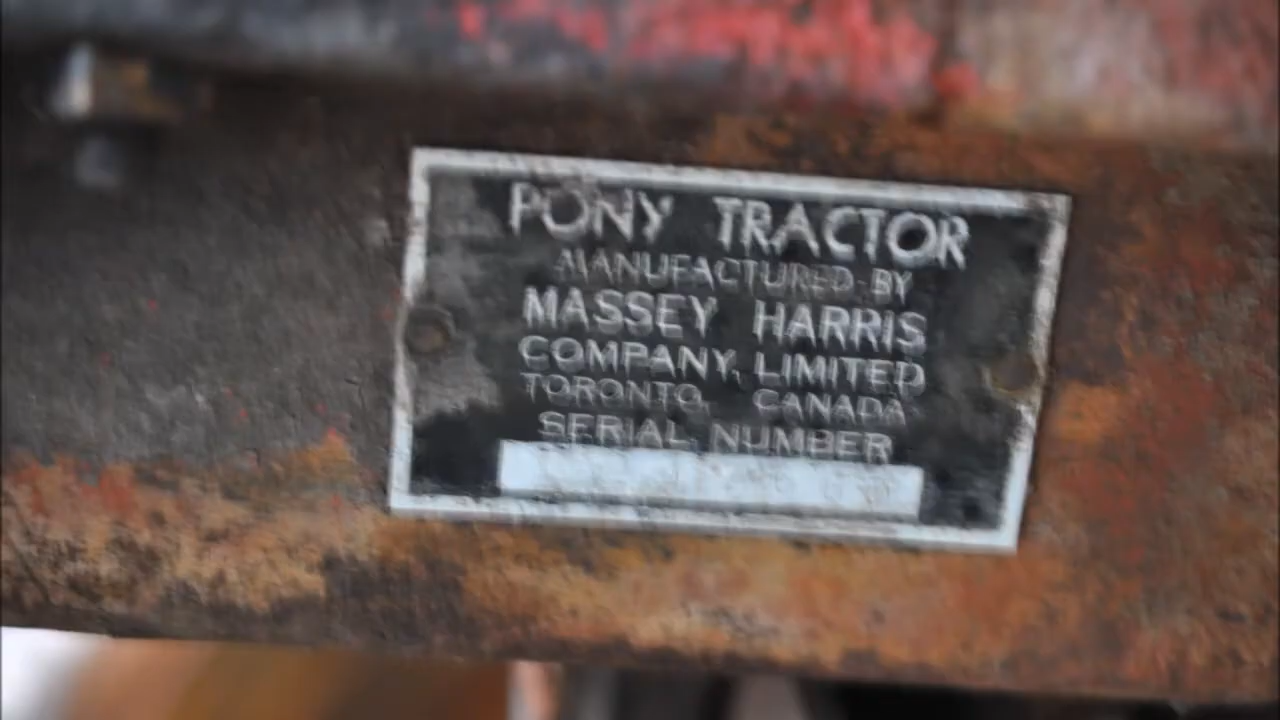 PONY TRACTOR
MANUFACTURED BY
MASSEY HARRIS
COMPANY, LIMITED
TORONTO, CANADA
SERIAL NUMBER